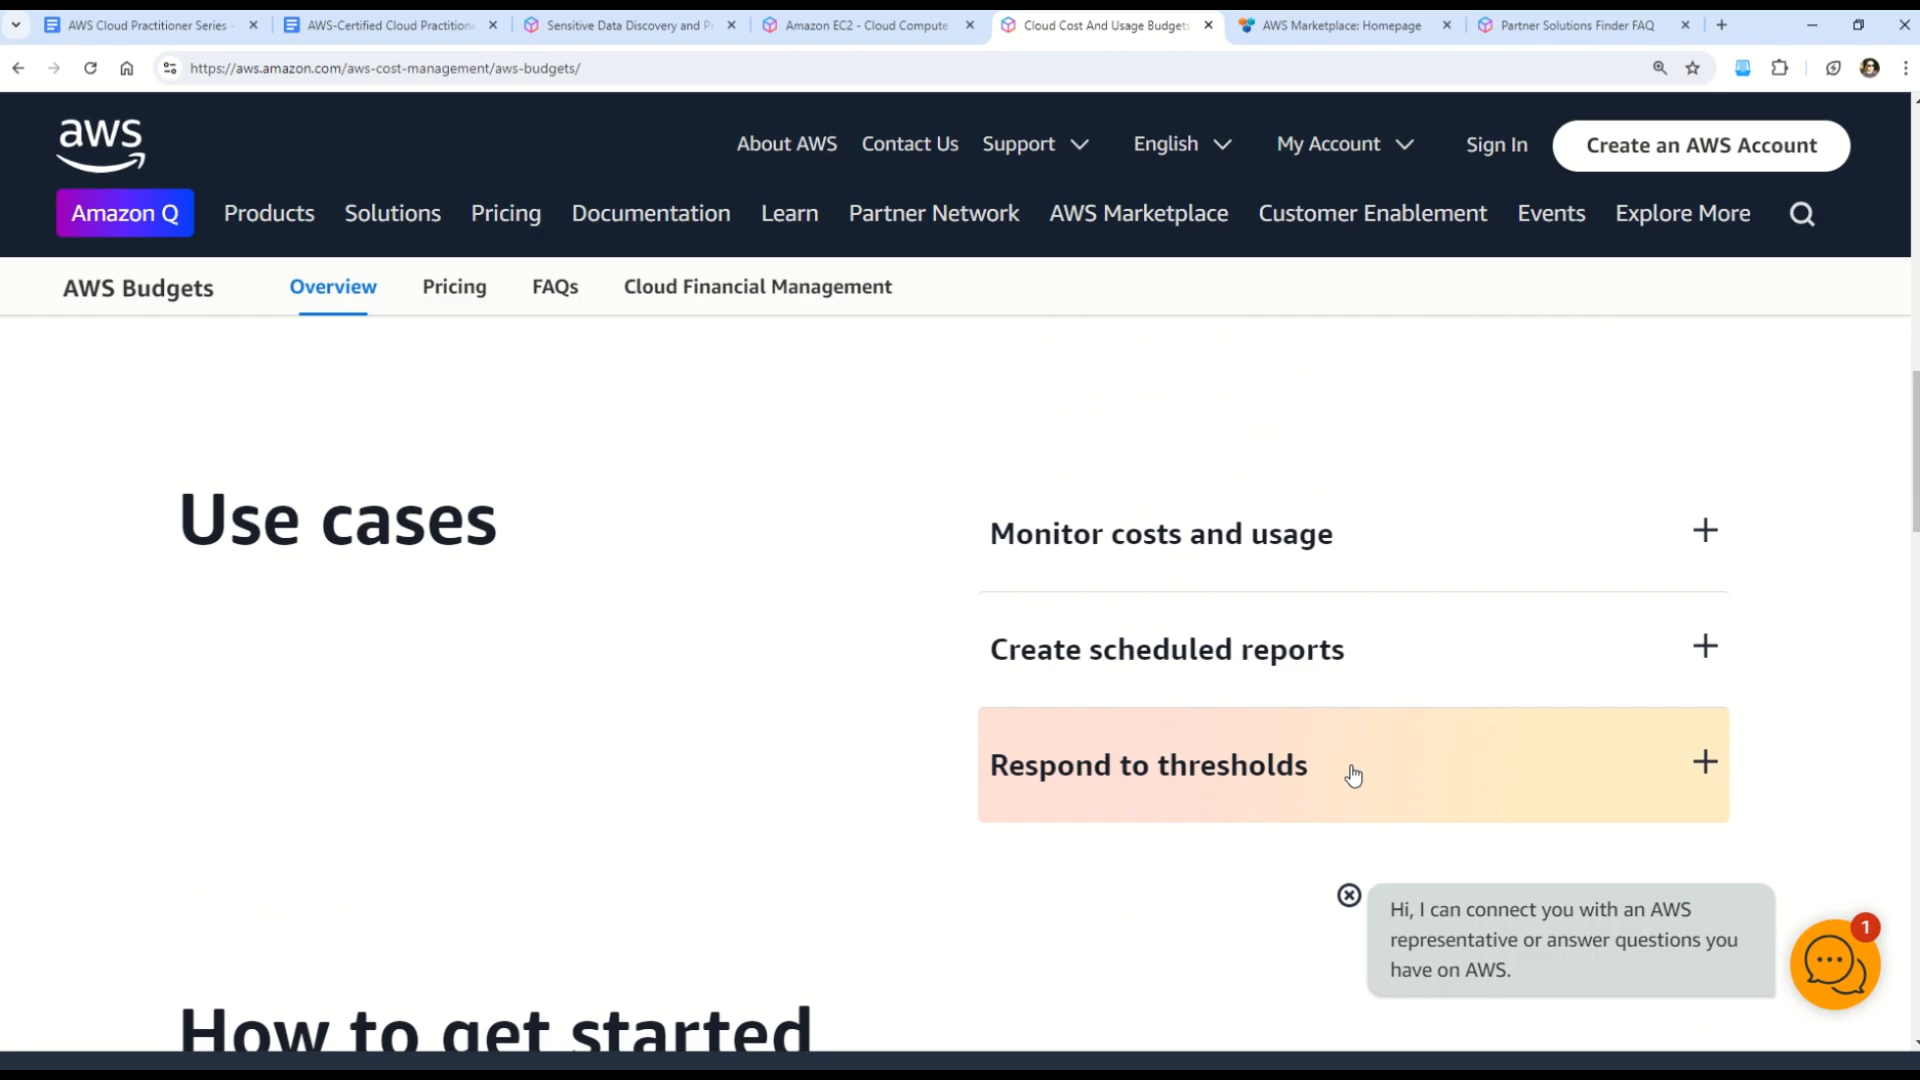 AWS Cloud Practitioner Series -
AWS-Certified Cloud Practitione
Sensitive Data Discovery and P
Amazon EC2 - Cloud Compute
Cloud Cost And Usage Budgets
AWS Marketplace: Homepage
Partner Solutions Finder FAQ
https://aws.amazon.com/aws-cost-management/aws-budgets/
aws
About AWS
Contact Us
Support
English
My Account
Sign In
Create an AWS Account
Amazon Q
Products
Solutions
Pricing
Documentation
Learn
Partner Network
AWS Marketplace
Customer Enablement
Events
Explore More
AWS Budgets
Overview
Pricing
FAQs
Cloud Financial Management
Use cases
Monitor costs and usage
Create scheduled reports
Respond to thresholds
Hi, I can connect you with an AWS
representative or answer questions you
have on AWS.
1
How to get started